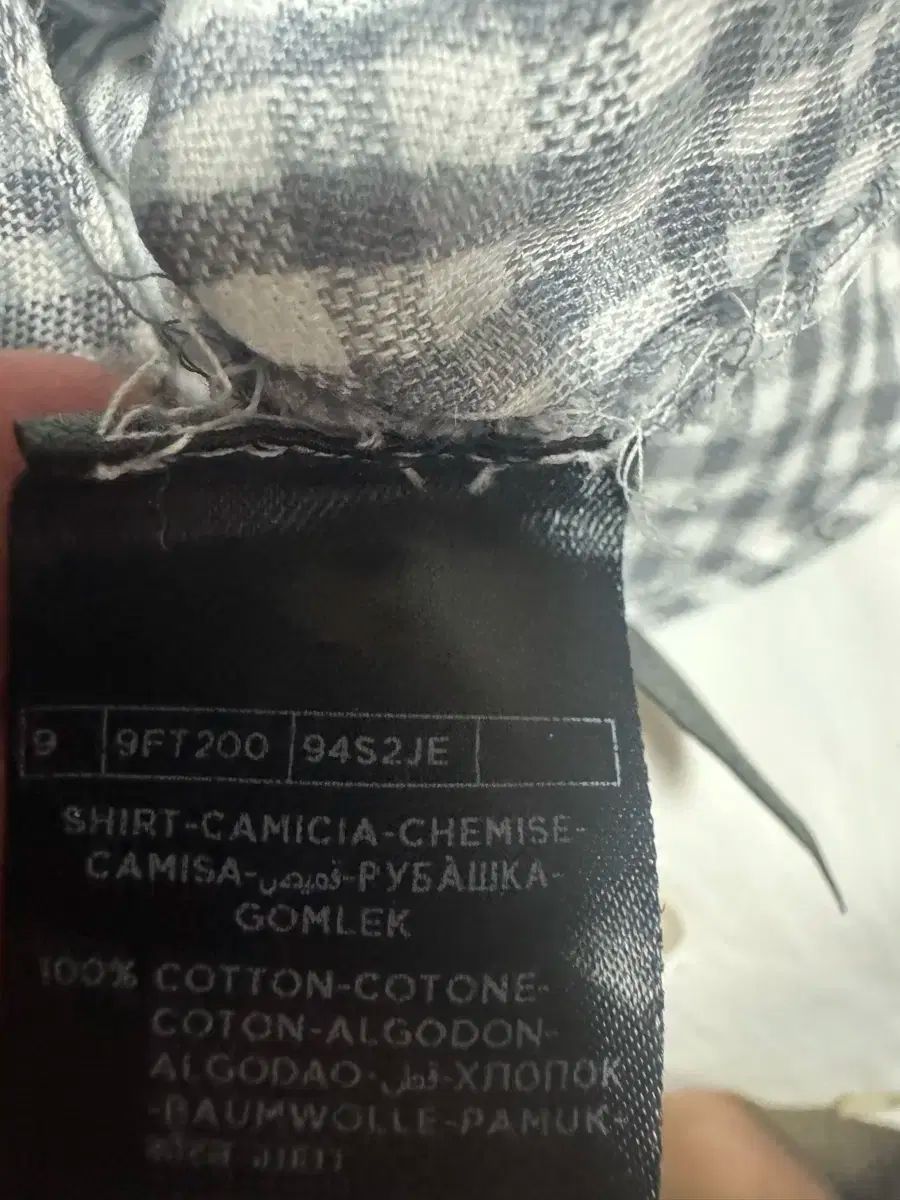 9 9FT200 94S2JE
SHIRT-CAMICIA-CHEMISE-
CAMISA-قميص-РУБАШКА-
GOMLEK
100% COTTON-COTONE-
COTON-ALGODON-
ALGODAO-قطن-ХЛОПОК
-BAUMWOLLE-PAMUK-